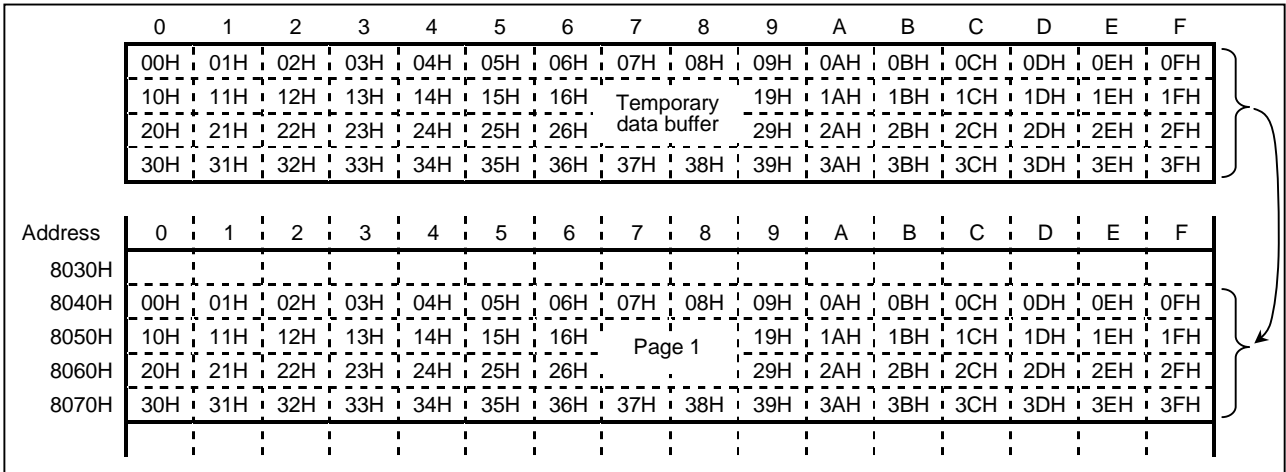 0 1 2 3 4 5 6 7 8 9 A B C D E F
00H 01H 02H 03H 04H 05H 06H 07H 08H 09H 0AH 0BH 0CH 0DH 0EH 0FH
10H 11H 12H 13H 14H 15H 16H Temporary 19H 1AH 1BH 1CH 1DH 1EH 1FH
20H 21H 22H 23H 24H 25H 26H data buffer 29H 2AH 2BH 2CH 2DH 2EH 2FH
30H 31H 32H 33H 34H 35H 36H 37H 38H 39H 3AH 3BH 3CH 3DH 3EH 3FH
Address 0 1 2 3 4 5 6 7 8 9 A B C D E F
8030H
8040H 00H 01H 02H 03H 04H 05H 06H 07H 08H 09H 0AH 0BH 0CH 0DH 0EH 0FH
8050H 10H 11H 12H 13H 14H 15H 16H Page 1 19H 1AH 1BH 1CH 1DH 1EH 1FH
8060H 20H 21H 22H 23H 24H 25H 26H 29H 2AH 2BH 2CH 2DH 2EH 2FH
8070H 30H 31H 32H 33H 34H 35H 36H 37H 38H 39H 3AH 3BH 3CH 3DH 3EH 3FH